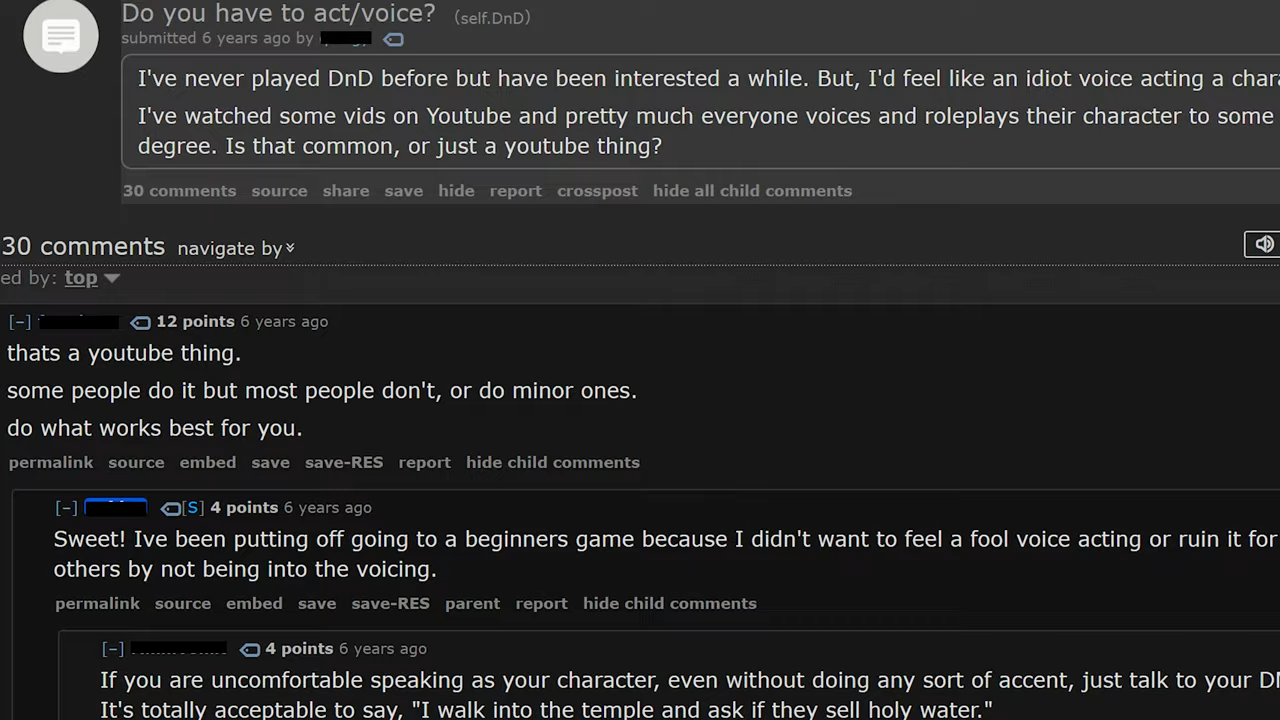 Do you have to act/voice? (self.DnD)
submitted 6 years ago by
I've never played DnD before but have been interested a while. But, I'd feel like an idiot voice acting a
I've watched some vids on Youtube and pretty much everyone voices and roleplays their character to some
degree. Is that common, or just a youtube thing?
30 comments source share save hide report crosspost hide all child comments
30 comments navigate by
ed by: top
[-] 12 points 6 years ago
thats a youtube thing.
some people do it but most people don't, or do minor ones.
do what works best for you.
permalink source embed save save-RES report hide child comments
[-] [S] 4 points 6 years ago
Sweet! Ive been putting off going to a beginners game because I didn't want to feel a fool voice acting or ruin it for
others by not being into the voicing.
permalink source embed save save-RES parent report hide child comments
[-] 4 points 6 years ago
If you are uncomfortable speaking as your character, even without doing any sort of accent, just talk to your
It's totally acceptable to say, "I walk into the temple and ask if they sell holy water."